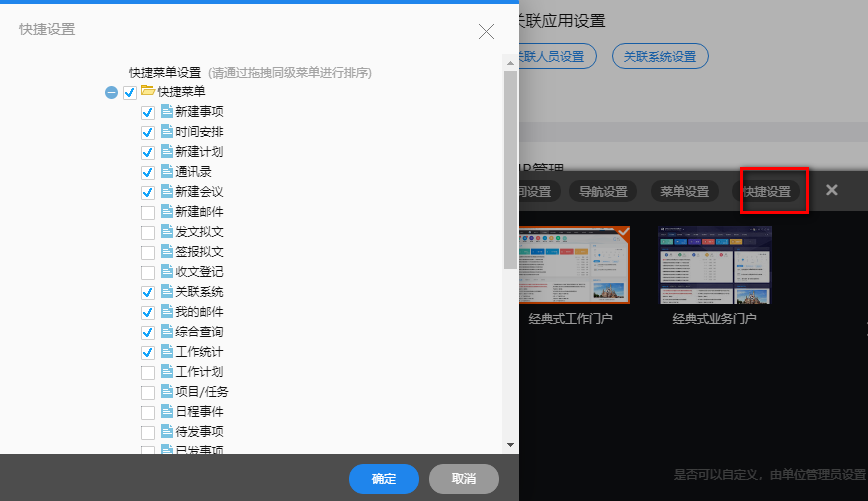 快捷设置
快捷菜单设置 (请通过拖拽同级菜单进行排序)
快捷菜单
新建事项
时间安排
新建计划
通讯录
新建会议
新建邮件
发文拟文
签报拟文
收文登记
关联系统
我的邮件
综合查询
工作统计
工作计划
项目/任务
日程事件
待发事项
已发事项
确定 取消
关联应用设置
关联人员设置 关联系统设置
管理
间设置 导航设置 菜单设置 快捷设置
经典式工作门户 经典式业务门户
是否可以自定义，由单位管理员设置